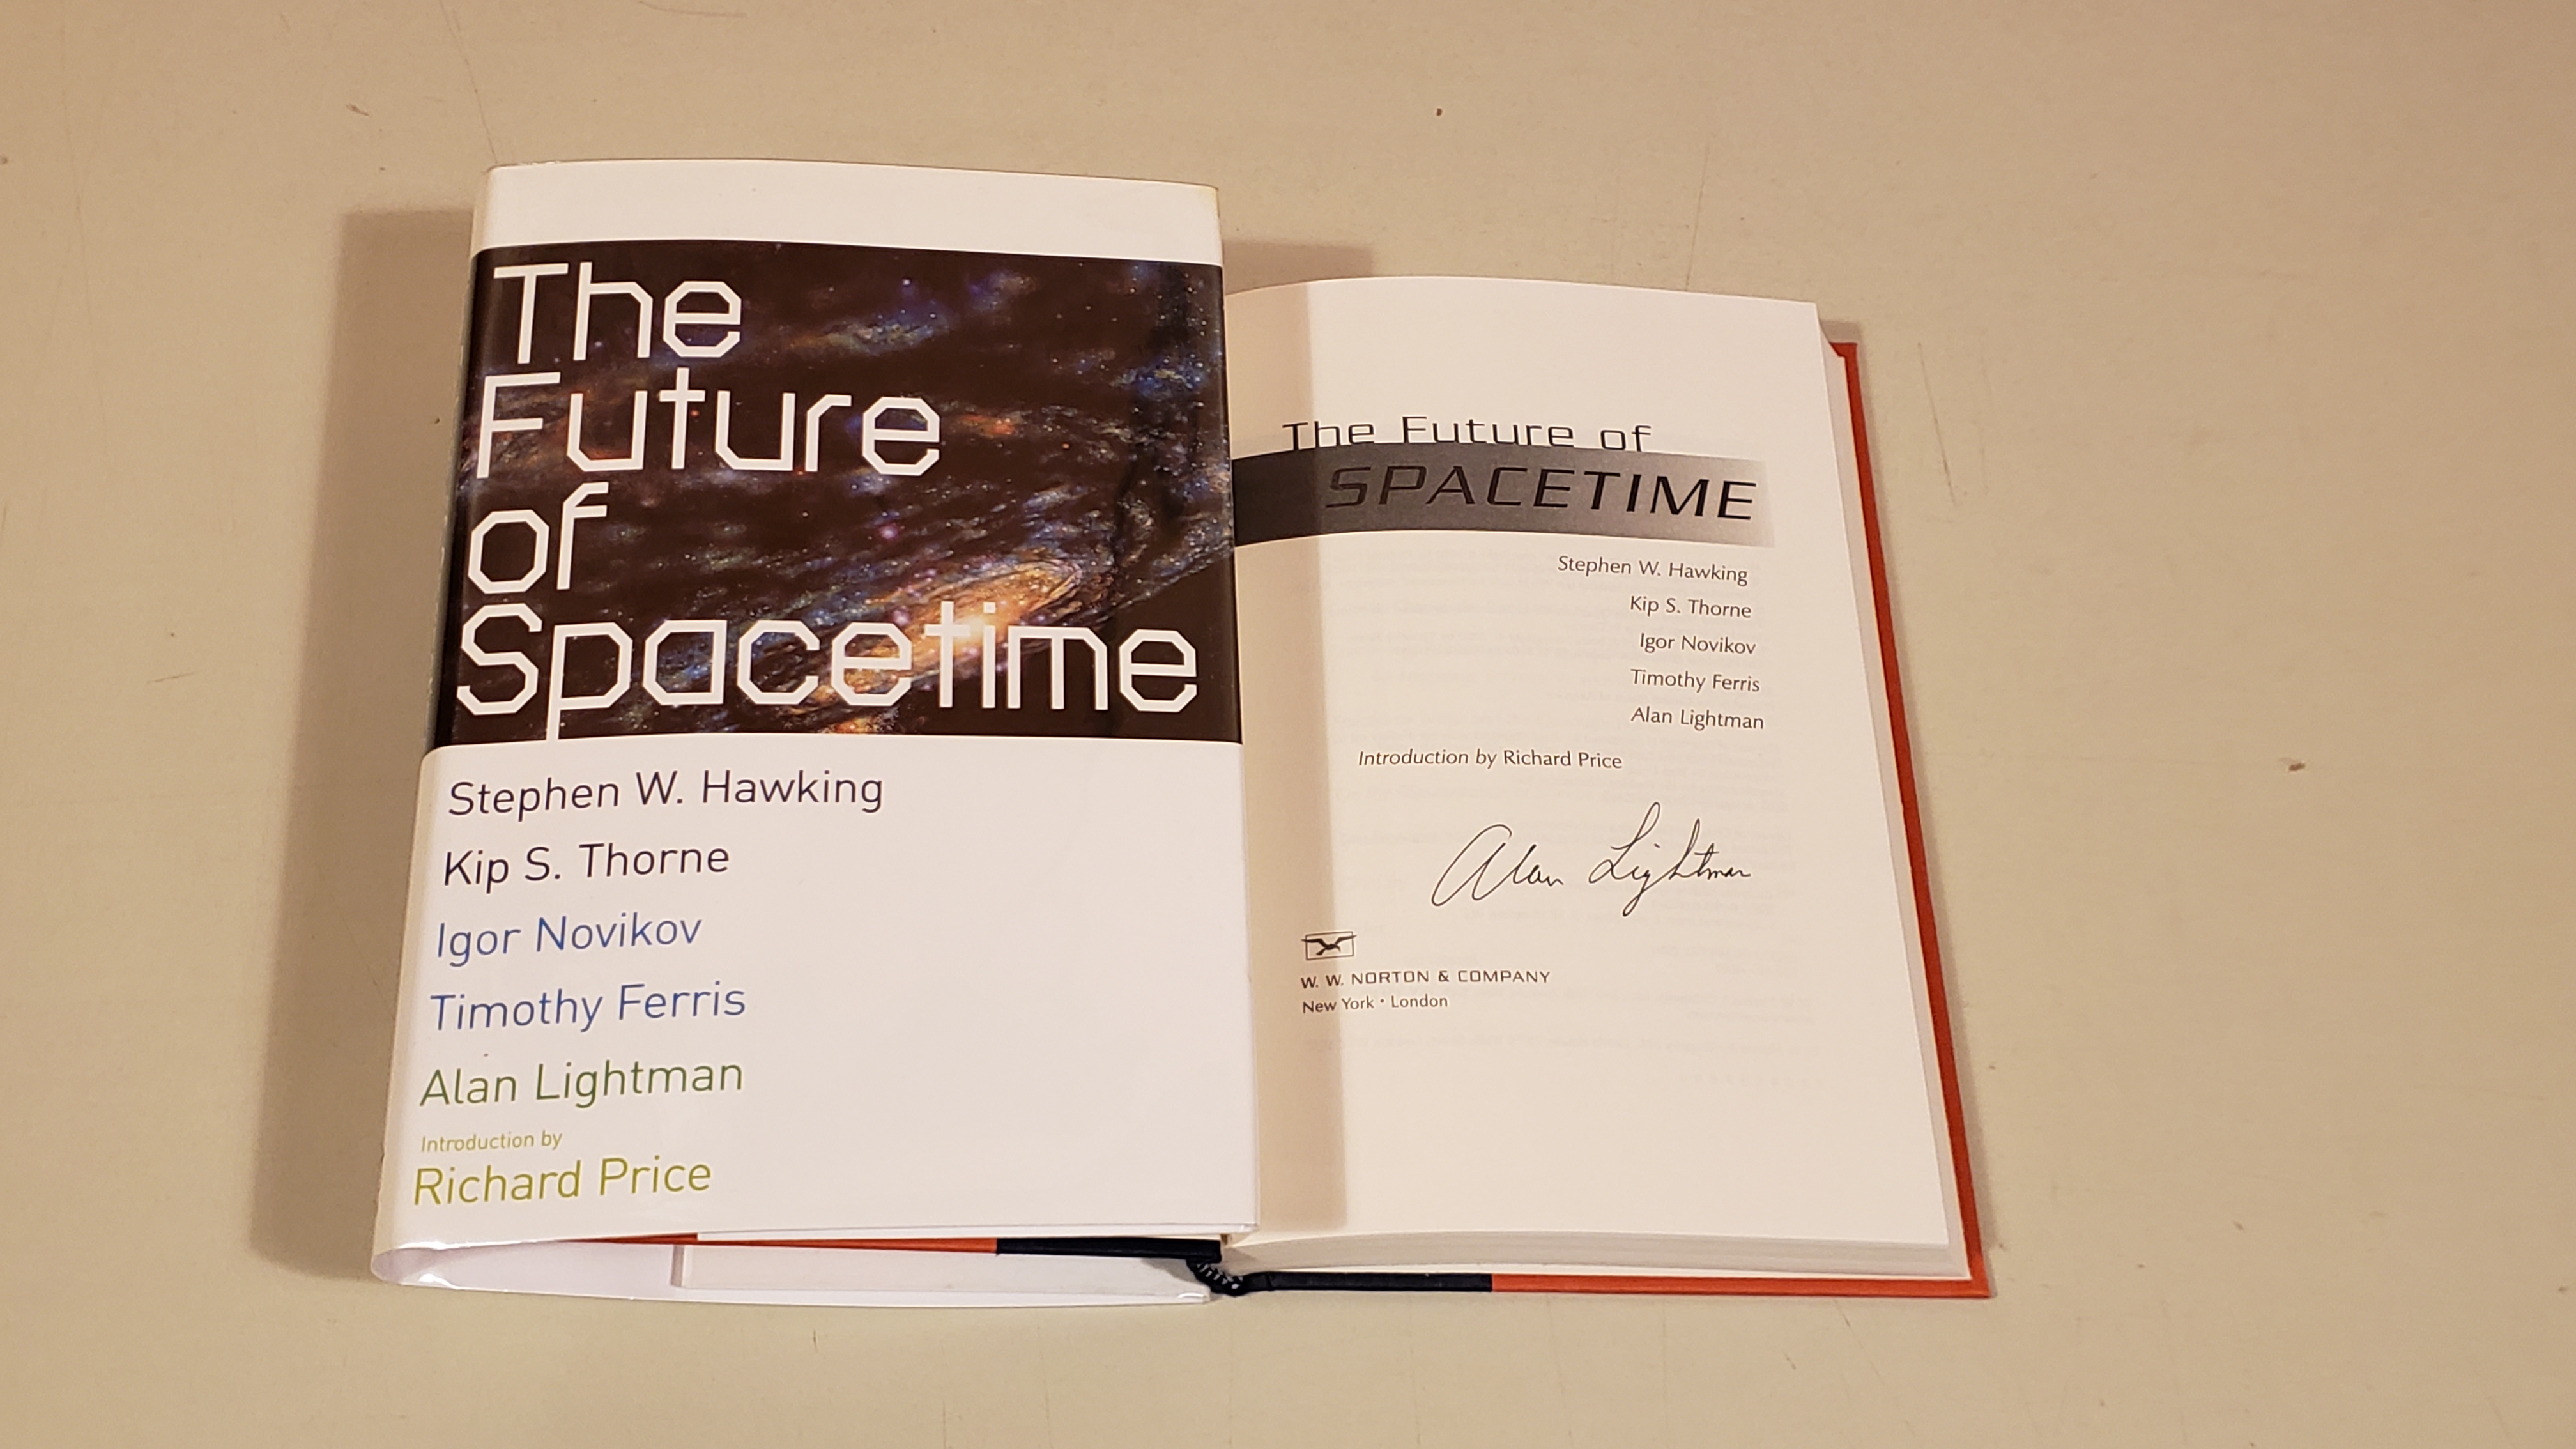 The
Future
of
Spacetime
Stephen W. Hawking
Kip S. Thorne
Igor Novikov
Timothy Ferris
Alan Lightman
Introduction by
Richard Price
The Future of
SPACETIME
Stephen W. Hawking
Kip S. Thorne
Igor Novikov
Timothy Ferris
Alan Lightman
Introduction by Richard Price
Alan Lightman
W. W. NORTON & COMPANY
New York • London